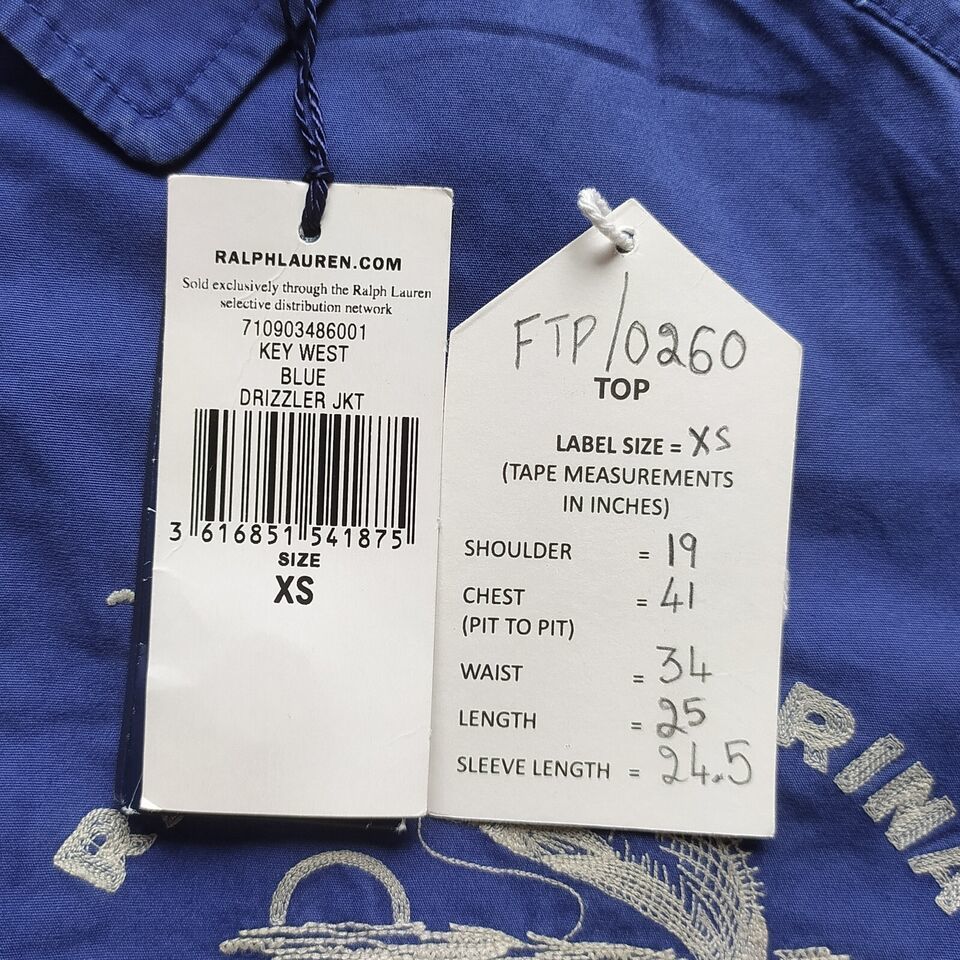 RALPHLAUREN.COM
Sold exclusively through the Ralph Lauren
selective distribution network
710903486001
KEY WEST
BLUE
DRIZZLER JKT
3 616851 541875
SIZE
XS
FTP/0260
TOP
LABEL SIZE = XS
(TAPE MEASUREMENTS
IN INCHES)
SHOULDER = 19
CHEST = 41
(PIT TO PIT)
WAIST = 34
LENGTH = 25
SLEEVE LENGTH = 24.5
RINA